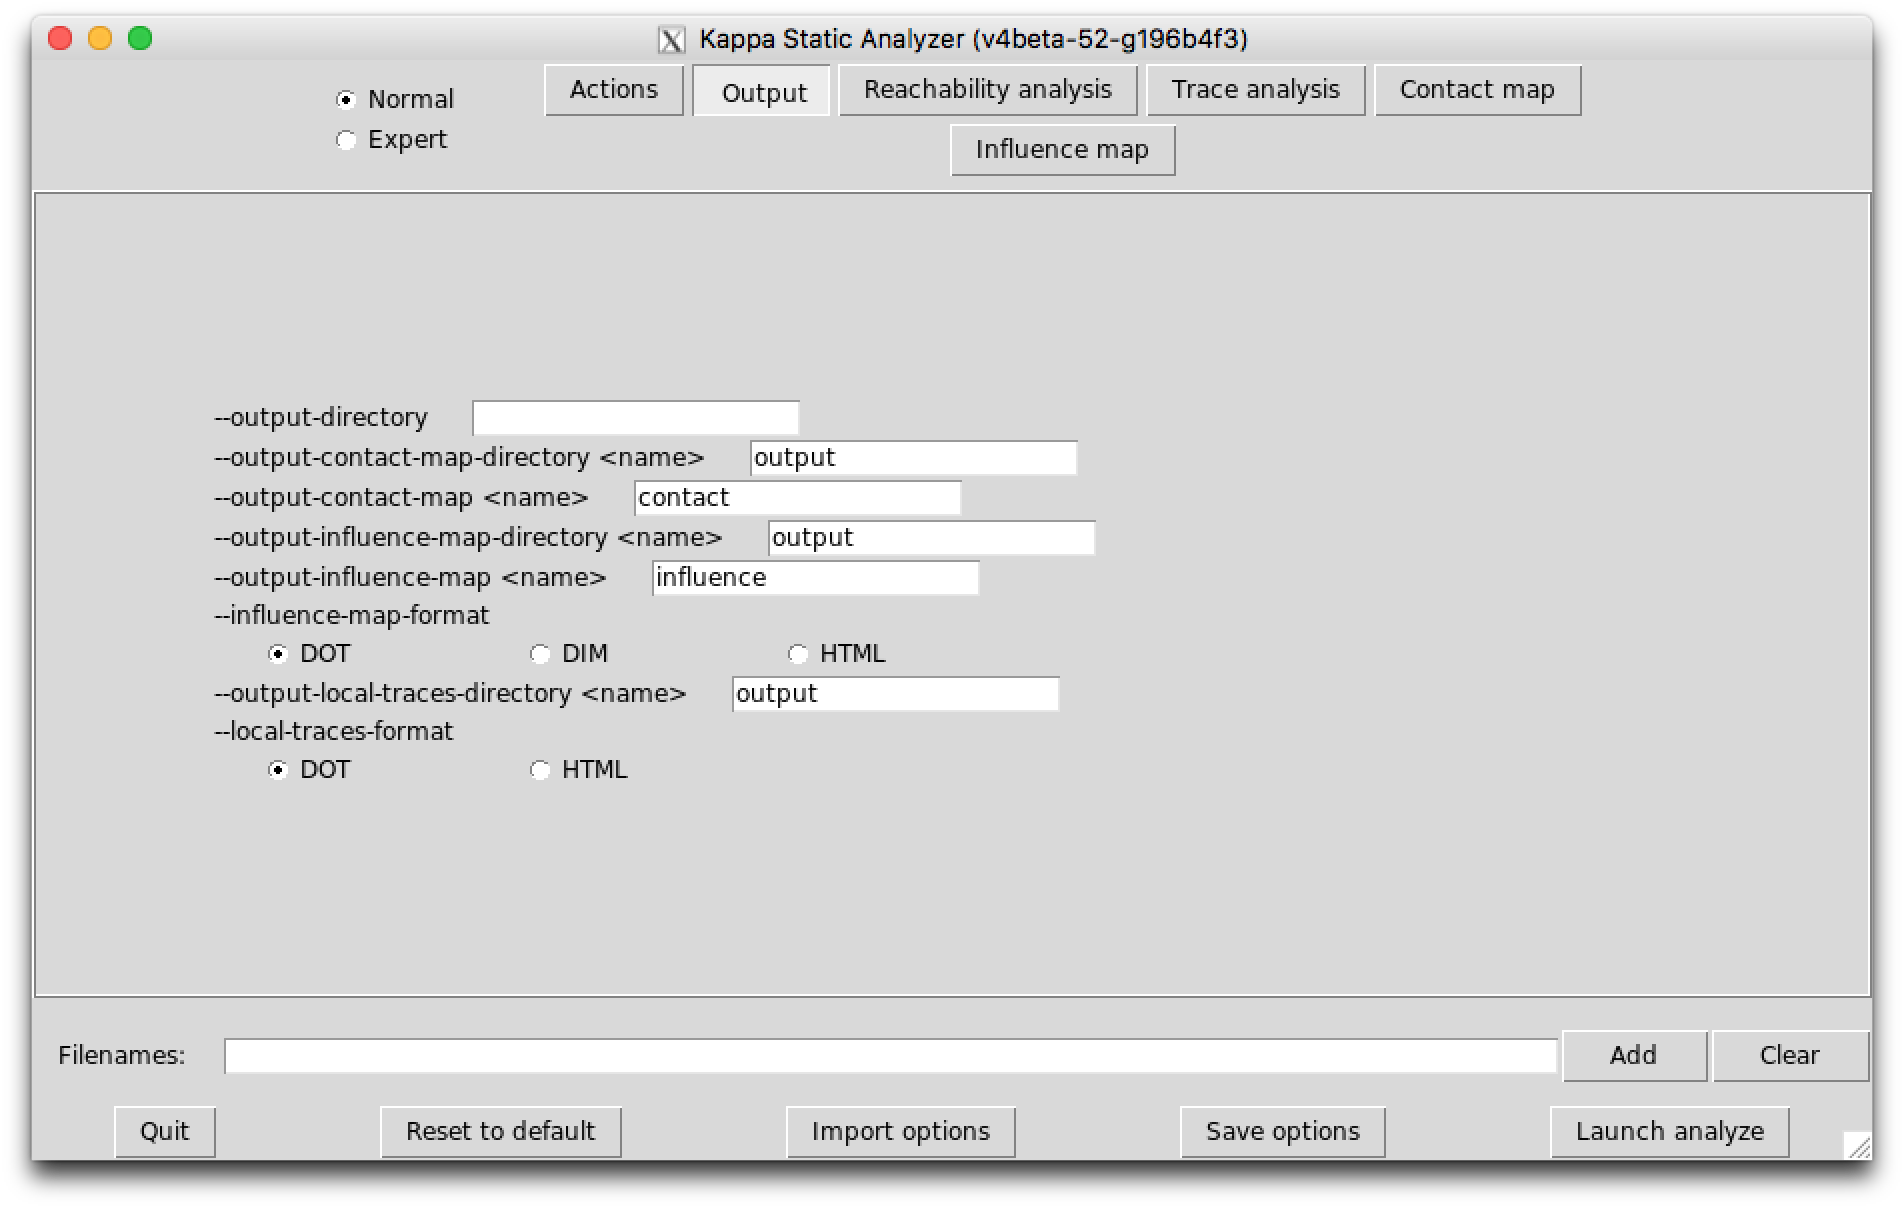 Kappa Static Analyzer (v4beta-52-g196b4f3)
Normal
Expert
Actions Output Reachability analysis Trace analysis Contact map
Influence map
--output-directory
--output-contact-map-directory <name> output
--output-contact-map <name> contact
--output-influence-map-directory <name> output
--output-influence-map <name> influence
--influence-map-format
DOT DIM HTML
--output-local-traces-directory <name> output
--local-traces-format
DOT HTML
Filenames: Add Clear
Quit Reset to default Import options Save options Launch analyze